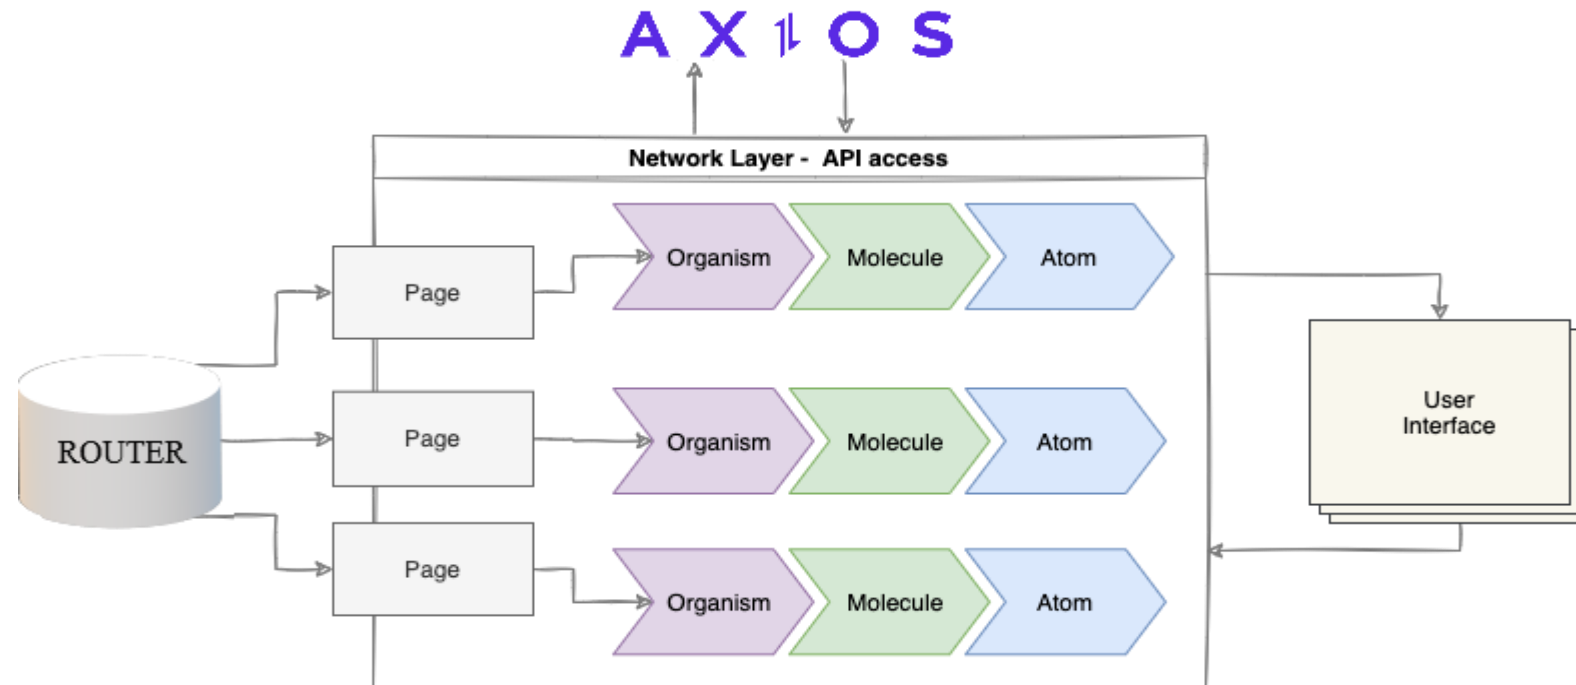 AXIOS
Network Layer - API access
Organism
Molecule
Atom
Page
ROUTER
Page
Organism
Molecule
Atom
User
Interface
Page
Organism
Molecule
Atom